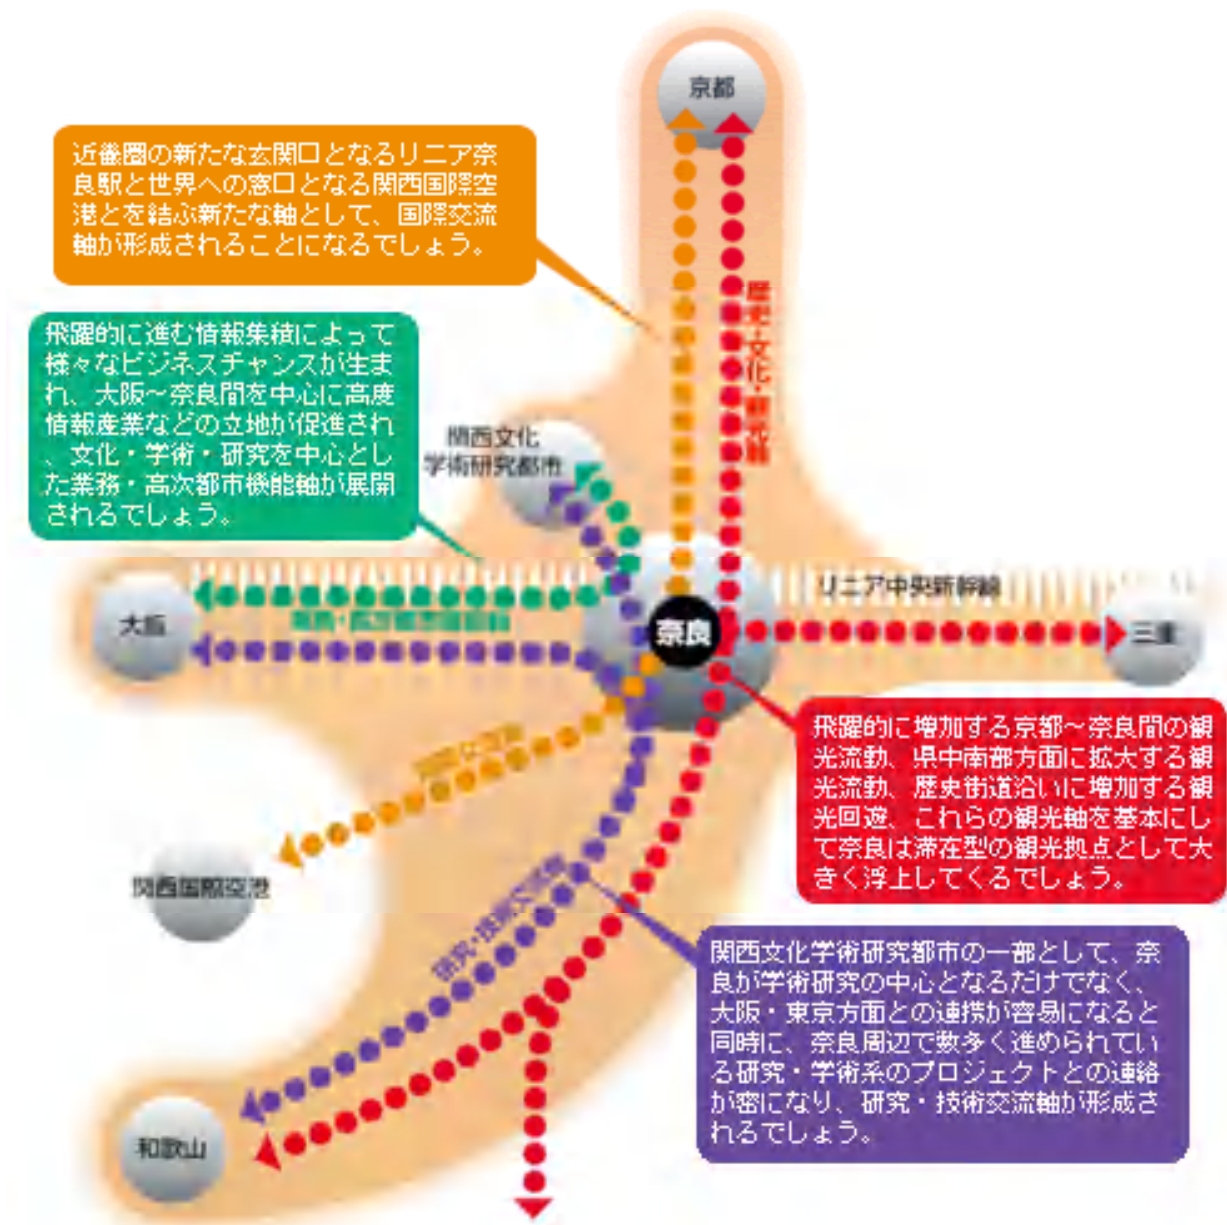 京都
近畿圏の新たな玄関口となるリニア奈
良駅と世界への窓口となる関西国際空
港とを結ぶ新たな軸として、国際交流
軸が形成されることになるでしょう。
歴史・文化・観光軸
飛躍的に進む情報集積によって
様々なビジネスチャンスが生ま
れ、大阪〜奈良間を中心に高度
情報産業などの立地が促進され
、文化・学術・研究を中心とし
た業務・高次都市機能軸が展開
されるでしょう。
関西文化
学術研究都市
リニア中央新幹線
大阪
業務・高次都市機能軸
奈良
三重
国際交流軸
飛躍的に増加する京都〜奈良間の観
光流動、県中南部方面に拡大する観
光流動、歴史街道沿いに増加する観
光回遊、これらの観光軸を基本にし
て奈良は滞在型の観光拠点として大
きく浮上してくるでしょう。
関西国際空港
研究・技術交流軸
関西文化学術研究都市の一部として、奈
良が学術研究の中心となるだけでなく、
大阪・東京方面との連携が容易になると
同時に、奈良周辺で数多く進められてい
る研究・学術系のプロジェクトとの連絡
が密になり、研究・技術交流軸が形成さ
れるでしょう。
和歌山